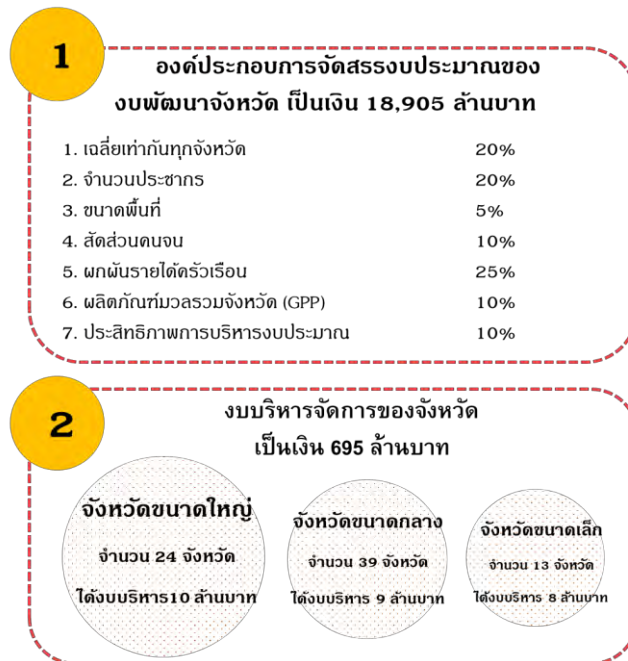 1
องค์ประกอบการจัดสรรงบประมาณของ
งบพัฒนาจังหวัด เป็นเงิน 18,905 ล้านบาท
1. เฉลี่ยเท่ากันทุกจังหวัด 20%
2. จำนวนประชากร 20%
3. ขนาดพื้นที่ 5%
4. สัดส่วนคนจน 10%
5. ผกผันรายได้ครัวเรือน 25%
6. ผลิตภัณฑ์มวลรวมจังหวัด (GPP) 10%
7. ประสิทธิภาพการบริหารงบประมาณ 10%
2
งบบริหารจัดการของจังหวัด
เป็นเงิน 695 ล้านบาท
จังหวัดขนาดใหญ่
จำนวน 24 จังหวัด
ได้งบบริหาร10 ล้านบาท
จังหวัดขนาดกลาง
จำนวน 39 จังหวัด
ได้งบบริหาร 9 ล้านบาท
จังหวัดขนาดเล็ก
จำนวน 13 จังหวัด
ได้งบบริหาร 8 ล้านบาท